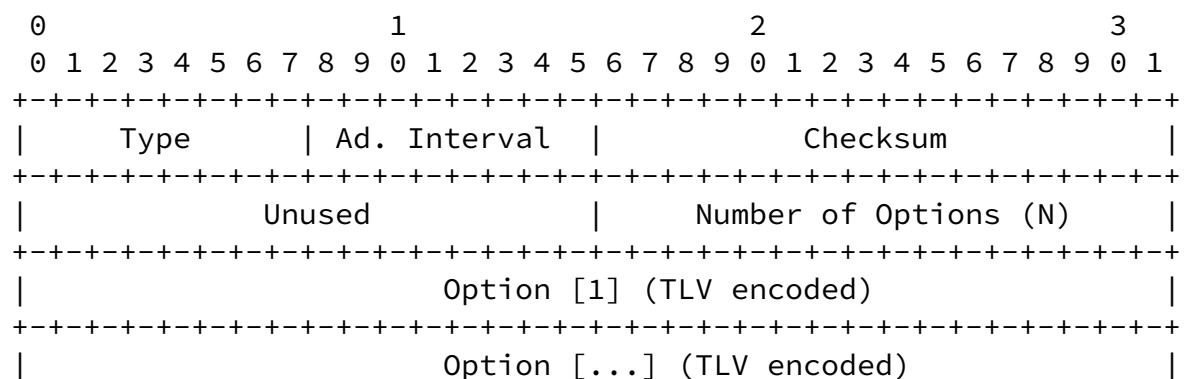 0                   1                   2                   3
 0 1 2 3 4 5 6 7 8 9 0 1 2 3 4 5 6 7 8 9 0 1 2 3 4 5 6 7 8 9 0 1
+-+-+-+-+-+-+-+-+-+-+-+-+-+-+-+-+-+-+-+-+-+-+-+-+-+-+-+-+-+-+-+-+
|     Type      | Ad. Interval  |           Checksum            |
+-+-+-+-+-+-+-+-+-+-+-+-+-+-+-+-+-+-+-+-+-+-+-+-+-+-+-+-+-+-+-+-+
|             Unused            |     Number of Options (N)     |
+-+-+-+-+-+-+-+-+-+-+-+-+-+-+-+-+-+-+-+-+-+-+-+-+-+-+-+-+-+-+-+-+
|                       Option [1] (TLV encoded)                |
+-+-+-+-+-+-+-+-+-+-+-+-+-+-+-+-+-+-+-+-+-+-+-+-+-+-+-+-+-+-+-+-+
|                       Option [...] (TLV encoded)              |